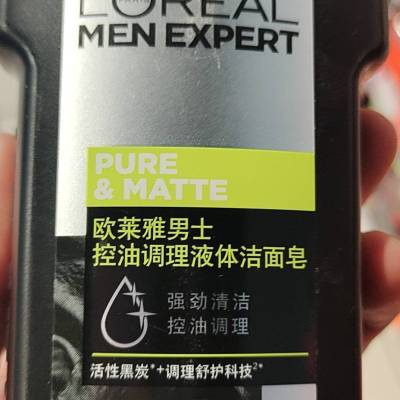 L'ORÉAL
MEN EXPERT
PURE
& MATTE
欧莱雅男士
控油调理液体洁面皂
强劲清洁
控油调理
活性黑炭*+调理舒护科技2*